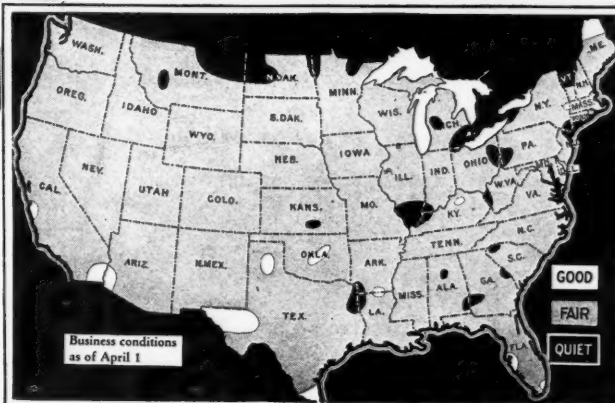 WASH.
MONT.
N.DAK.
MINN.
ME.
VT.
N.H.
OREG.
IDAHO
WYO.
S.DAK.
WIS.
MICH.
N.Y.
MASS.
NEB.
IOWA
PA.
NEV.
UTAH
COLO.
KANS.
MO.
ILL.
IND.
OHIO
W.VA.
VA.
CAL.
KY.
ARIZ.
N.MEX.
OKLA.
ARK.
TENN.
N.C.
S.C.
TEX.
LA.
MISS.
ALA.
GA.
FLA.
GOOD
FAIR
QUIET
Business conditions
as of April 1